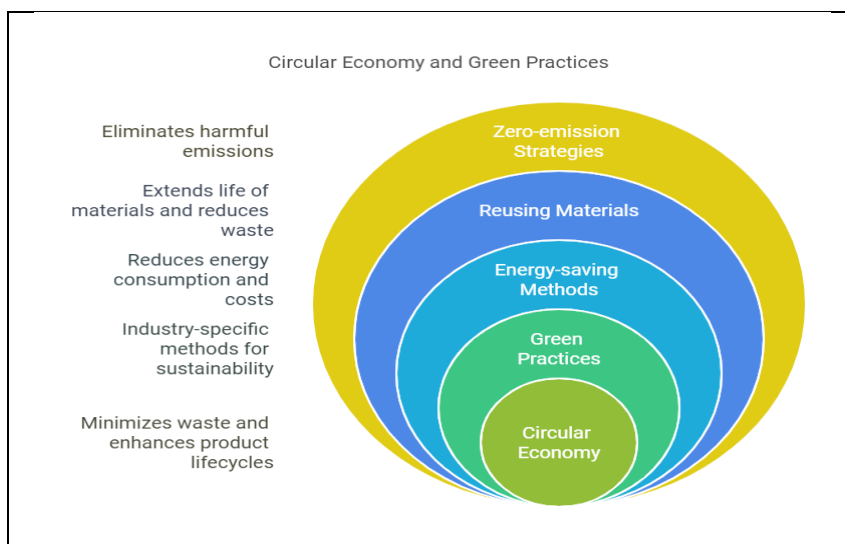 Circular Economy and Green Practices
Eliminates harmful
emissions
Zero-emission
Strategies
Extends life of
materials and reduces
waste
Reusing Materials
Reduces energy
consumption and
costs
Energy-saving
Methods
Industry-specific
methods for
sustainability
Green
Practices
Minimizes waste and
enhances product
lifecycles
Circular
Economy